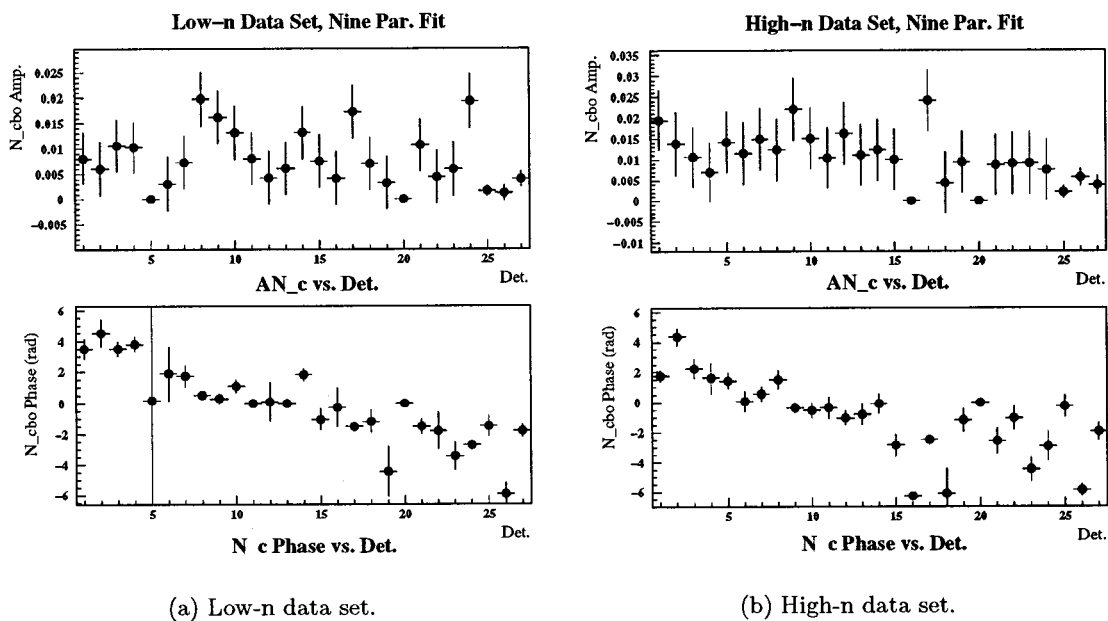 Low–n Data Set, Nine Par. Fit
N_cbo Amp.
0.025
0.02
0.015
0.01
0.005
0
−0.005
5 10 15 20 25
Det.
AN_c vs. Det.
N_cbo Phase (rad)
6
4
2
0
−2
−4
−6
5 10 15 20 25
Det.
N c Phase vs. Det.
(a) Low-n data set.
High–n Data Set, Nine Par. Fit
N_cbo Amp.
0.035
0.03
0.025
0.02
0.015
0.01
0.005
0
−0.005
−0.01
5 10 15 20 25
Det.
AN_c vs. Det.
N_cbo Phase (rad)
6
4
2
0
−2
−4
−6
5 10 15 20 25
Det.
N c Phase vs. Det.
(b) High-n data set.